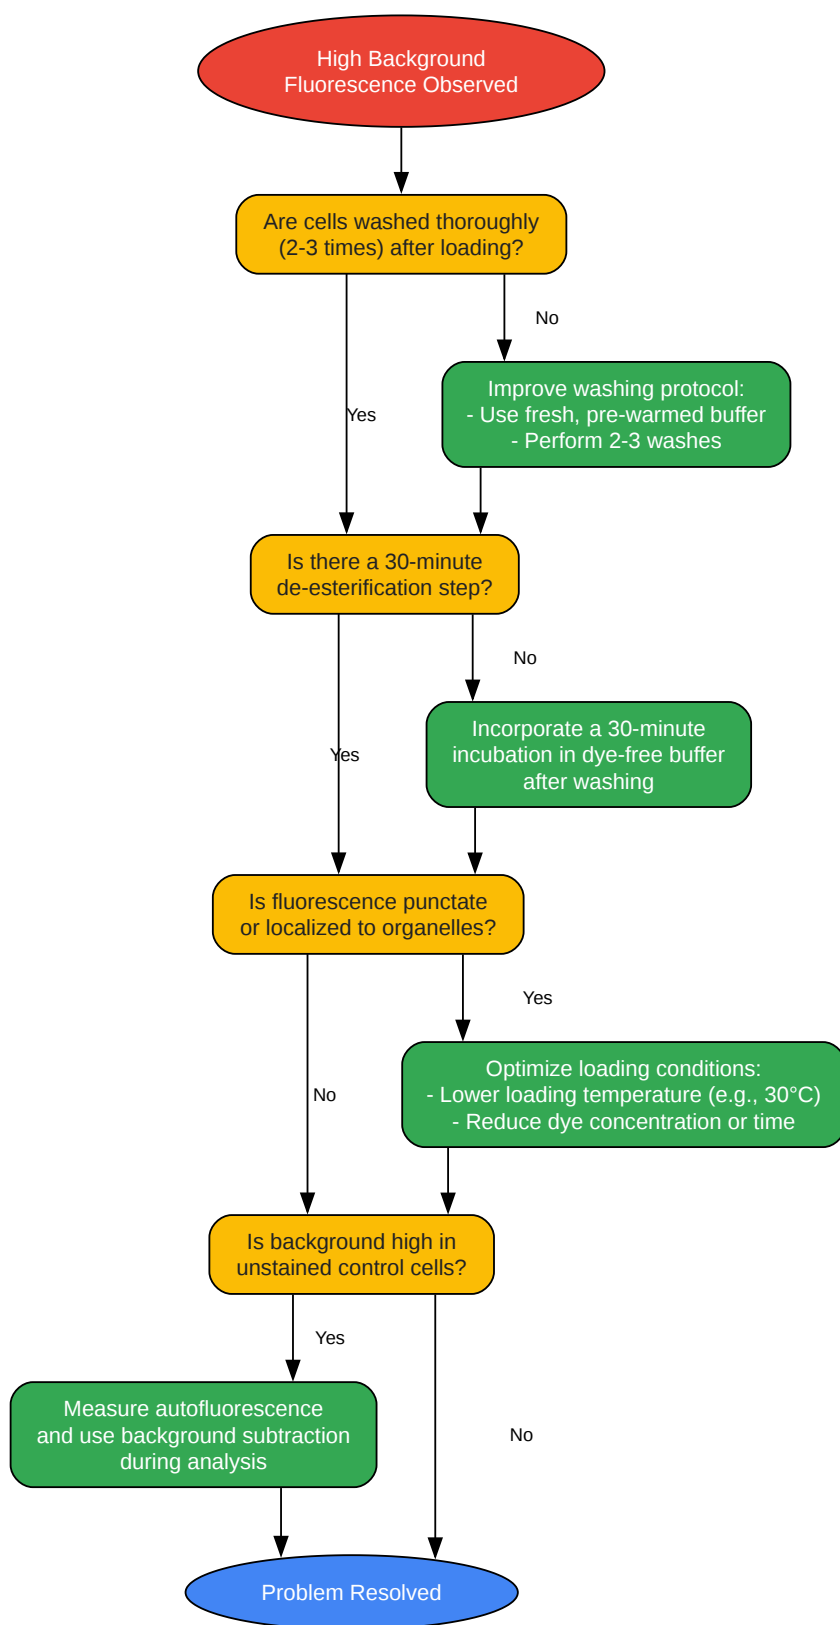 High Background
Fluorescence Observed
Are cells washed thoroughly
(2-3 times) after loading?
No
Improve washing protocol:
- Use fresh, pre-warmed buffer
- Perform 2-3 washes
Yes
Is there a 30-minute
de-esterification step?
No
Incorporate a 30-minute
incubation in dye-free buffer
after washing
Yes
Is fluorescence punctate
or localized to organelles?
Yes
Optimize loading conditions:
- Lower loading temperature (e.g., 30°C)
- Reduce dye concentration or time
No
Is background high in
unstained control cells?
Yes
Measure autofluorescence
and use background subtraction
during analysis
No
Problem Resolved